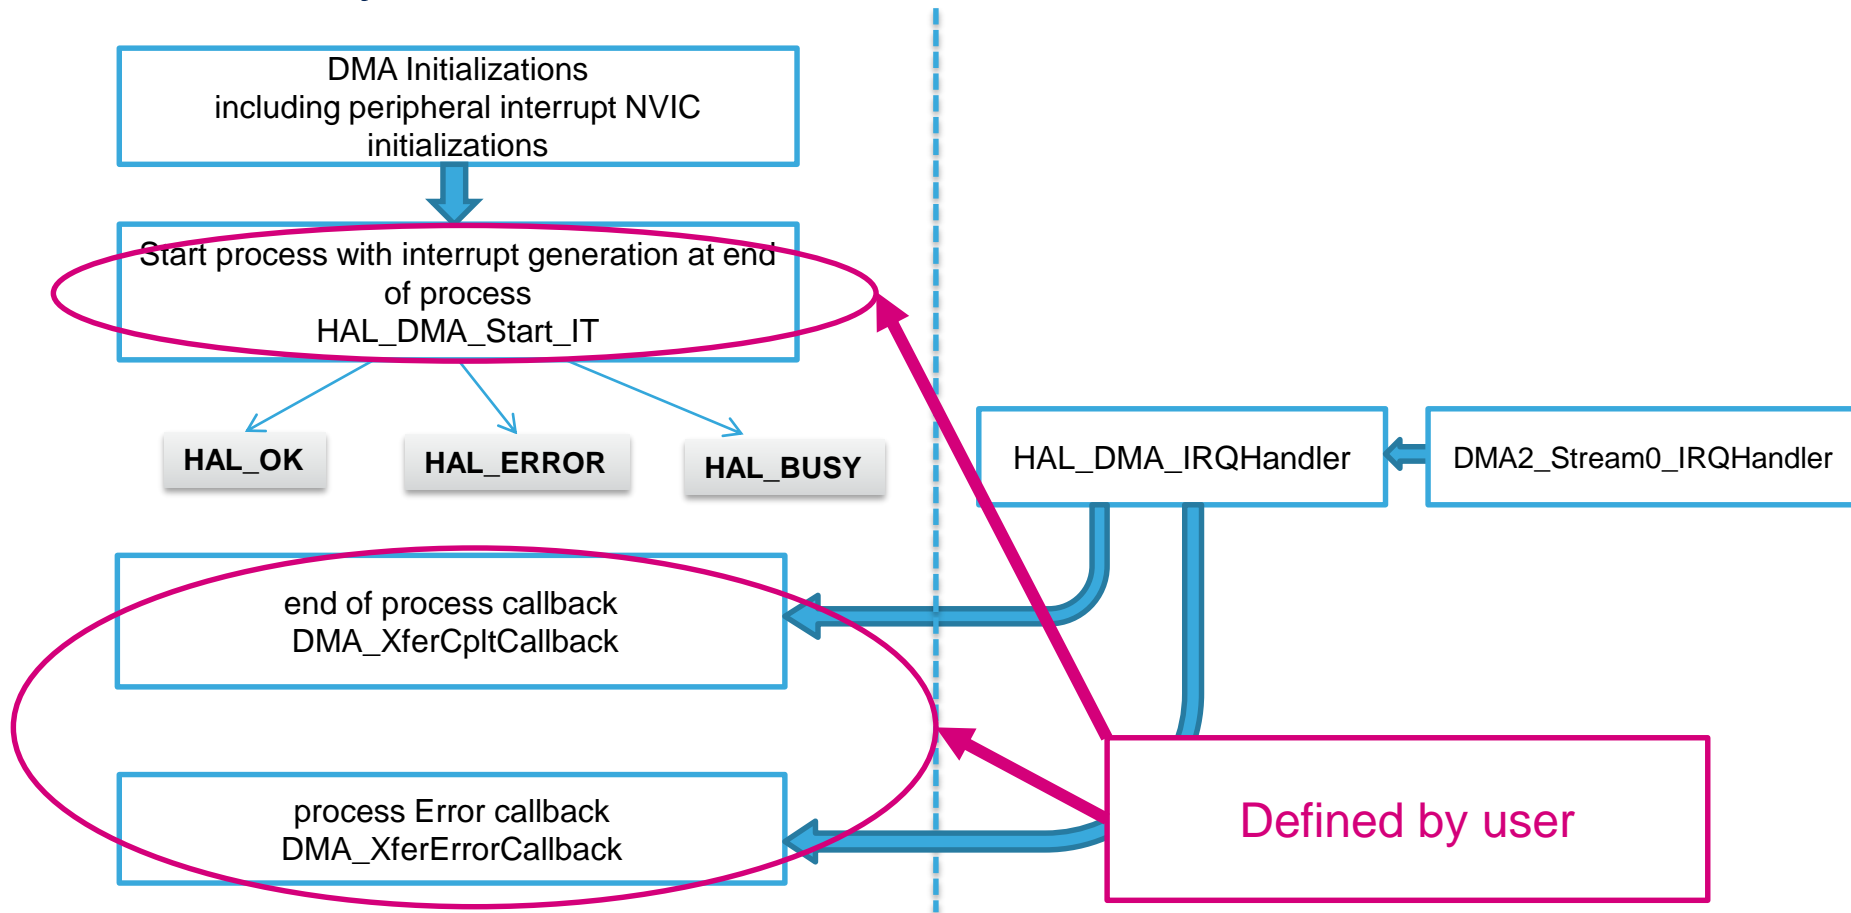 DMA Initializations
including peripheral interrupt NVIC
initializations
Start process with interrupt generation at end
of process
HAL_DMA_Start_IT
HAL_OK
HAL_ERROR
HAL_BUSY
HAL_DMA_IRQHandler
DMA2_Stream0_IRQHandler
end of process callback
DMA_XferCpltCallback
process Error callback
DMA_XferErrorCallback
Defined by user